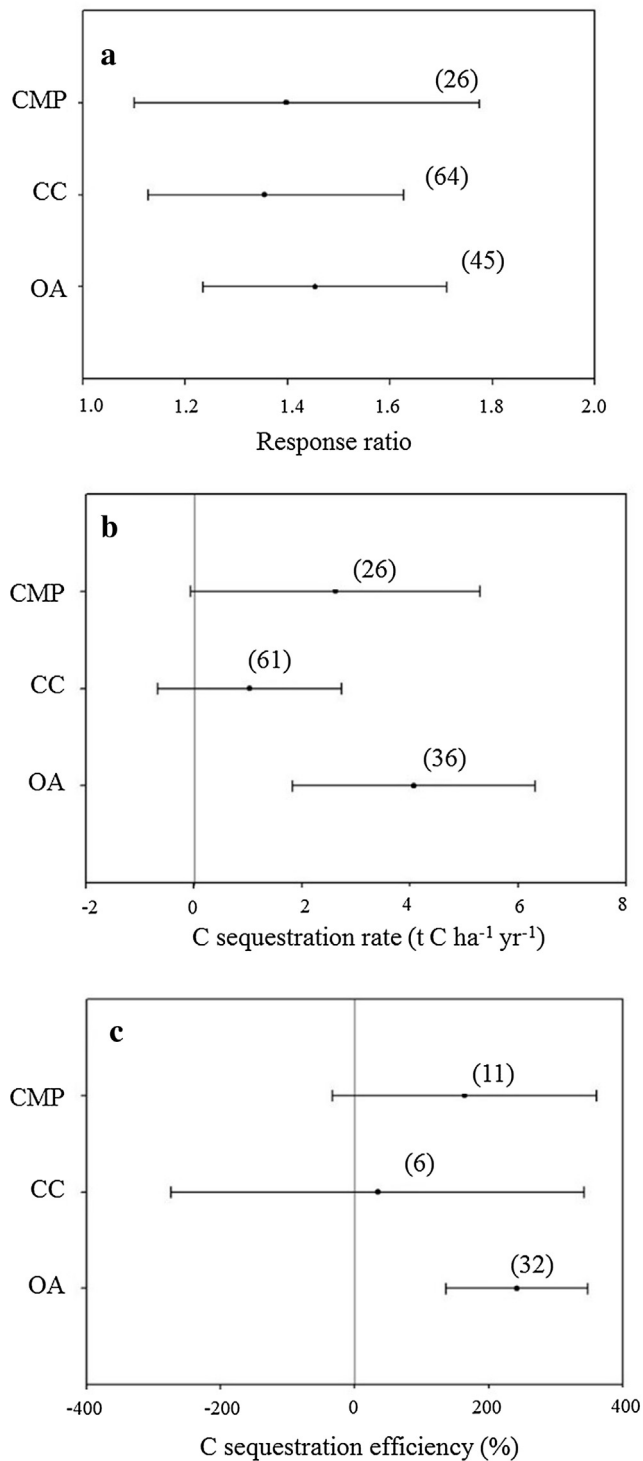 a
CMP (26)
CC (64)
OA (45)
1.0 1.2 1.4 1.6 1.8 2.0
Response ratio
b
CMP (26)
CC (61)
OA (36)
-2 0 2 4 6 8
C sequestration rate (t C ha⁻¹ yr⁻¹)
c
CMP (11)
CC (6)
OA (32)
-400 -200 0 200 400
C sequestration efficiency (%)